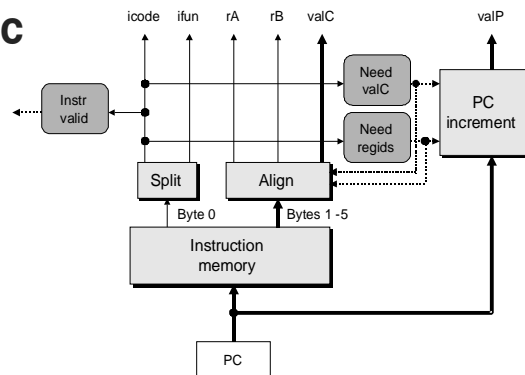 c
icode ifun rA rB valC valP
Need
valC
Instr
valid
PC
increment
Need
regids
Split
Align
Byte 0
Bytes 1 -5
Instruction
memory
PC